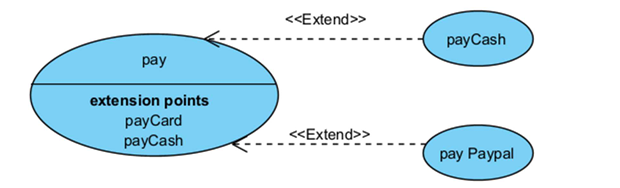 <<Extend>>
payCash
pay
extension points
payCard
payCash
<<Extend>>
pay Paypal